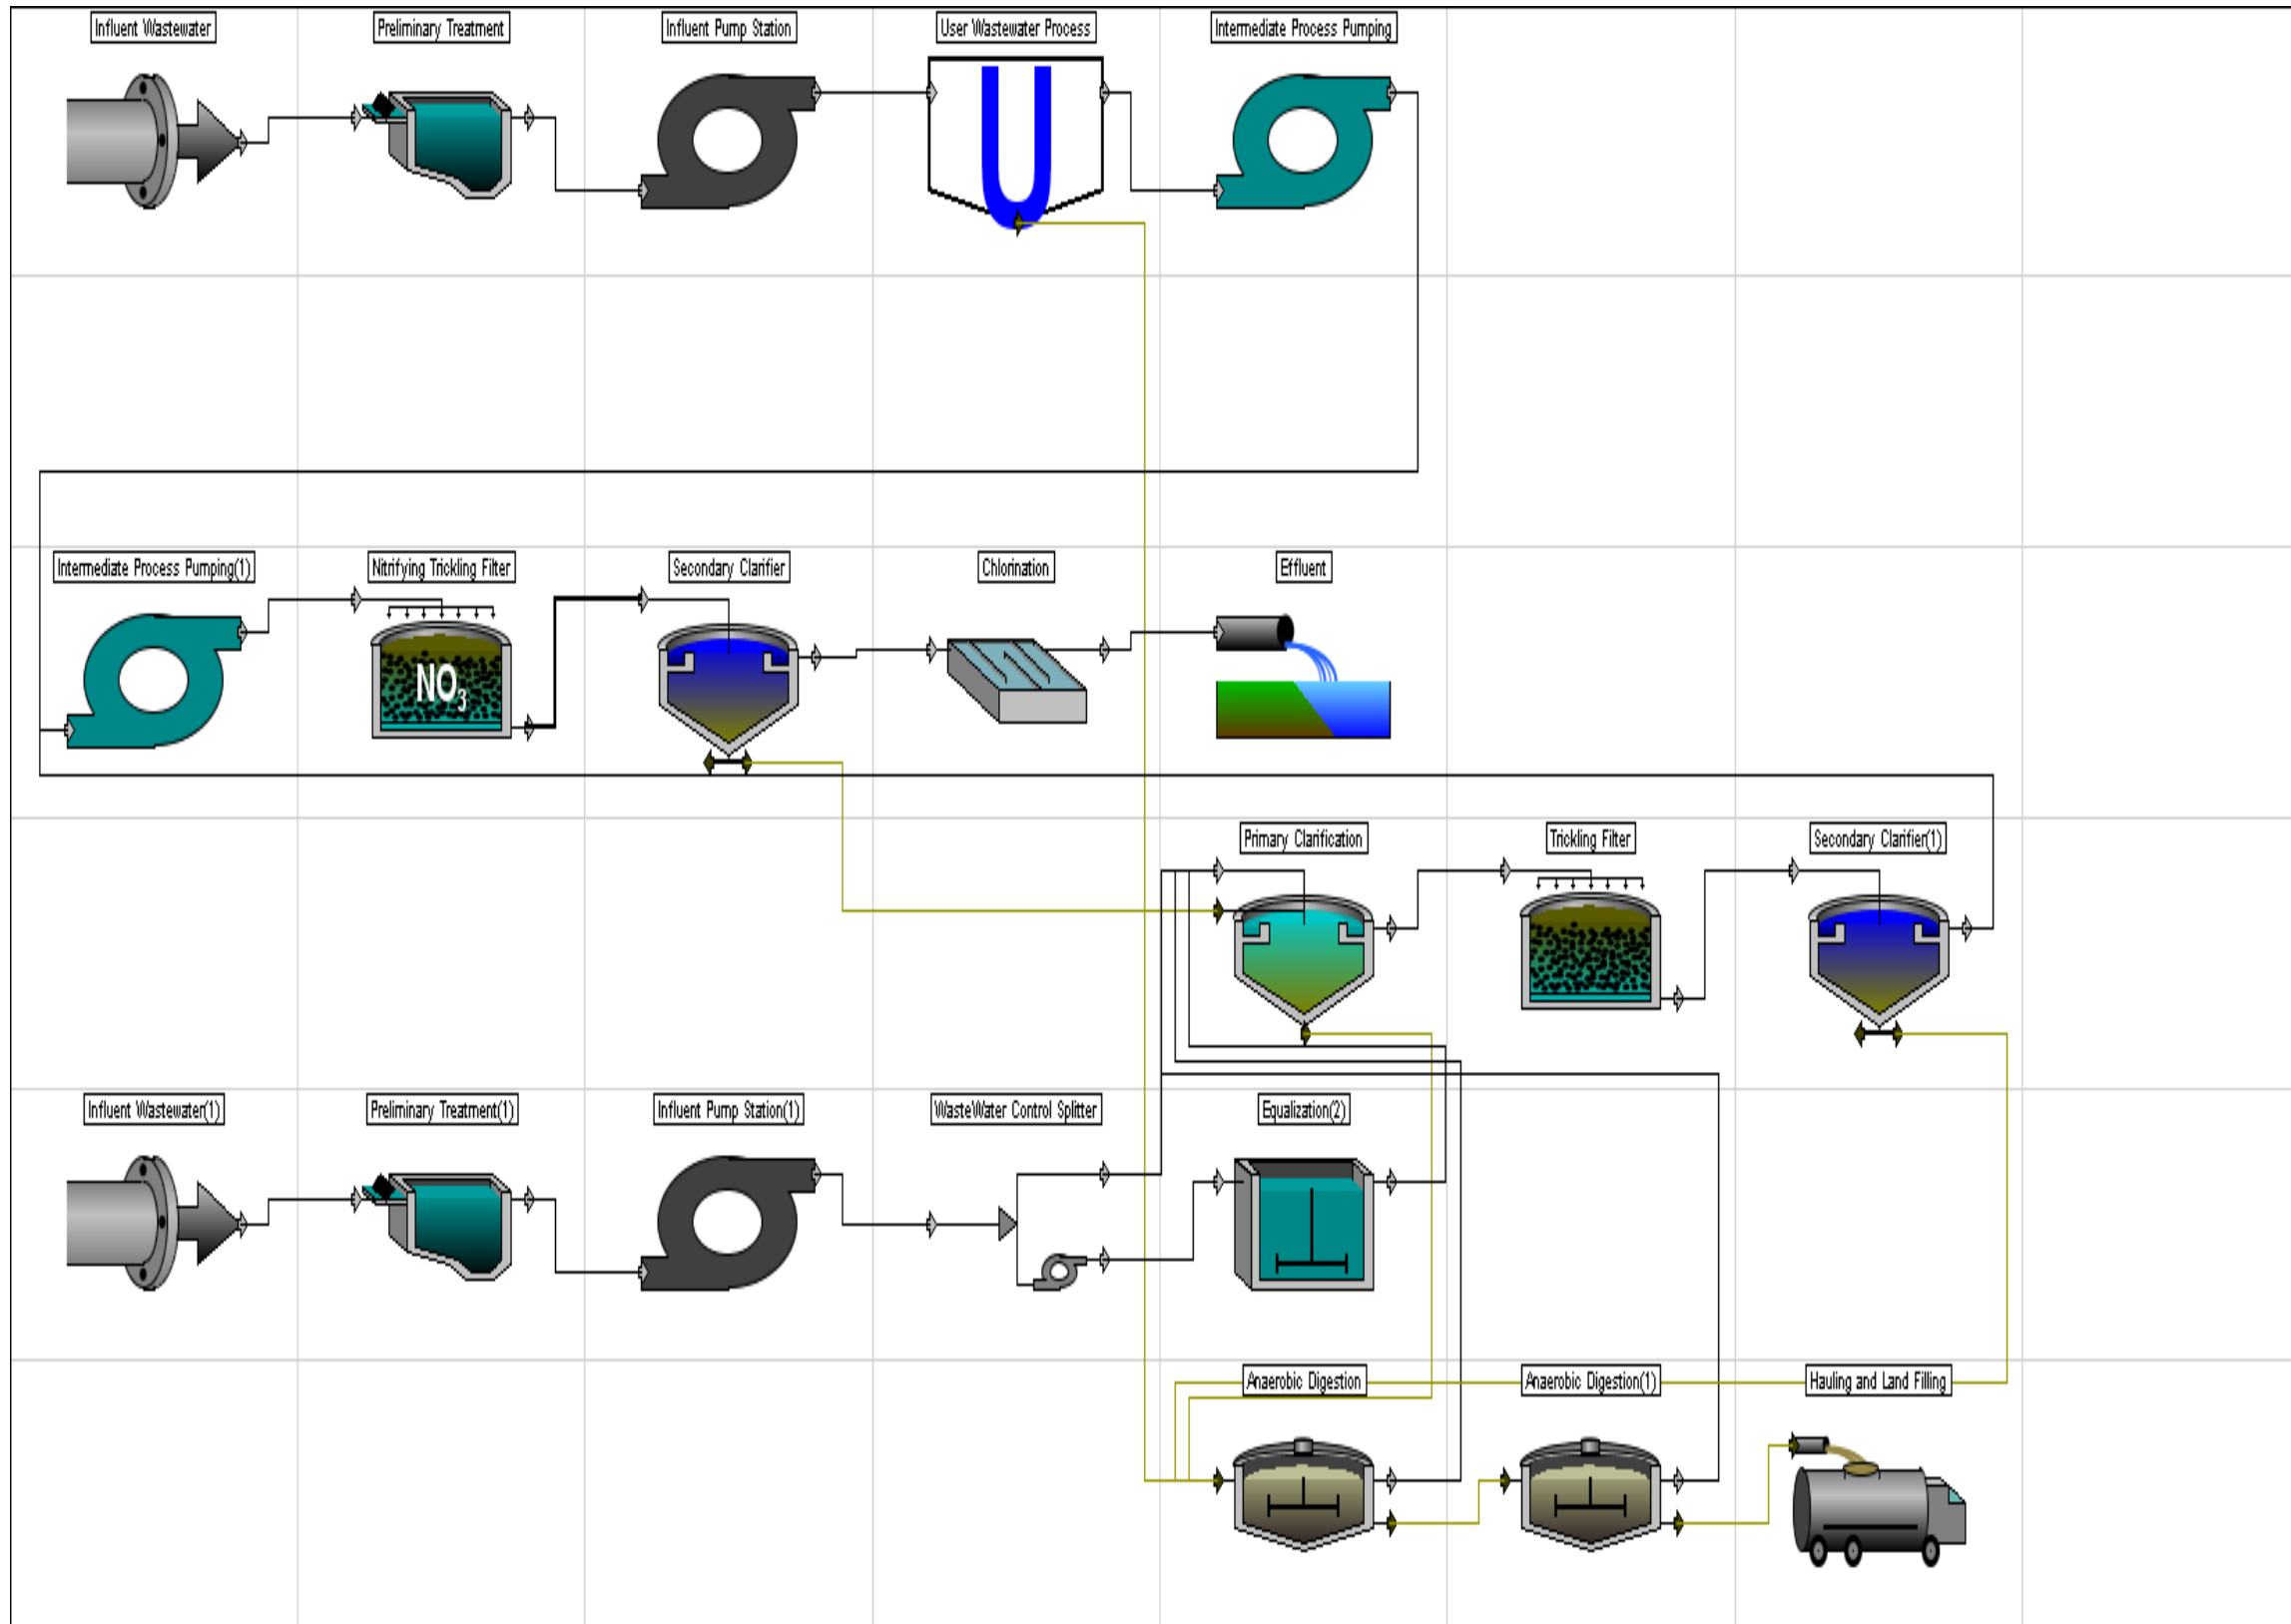 Influent Wastewater
Preliminary Treatment
Influent Pump Station
User Wastewater Process
Intermediate Process Pumping
U
Intermediate Process Pumping(1)
Nitrifying Trickling Filter
Secondary Clarifier
Chlorination
Effluent
NO3
Primary Clarification
Trickling Filter
Secondary Clarifier(1)
Influent Wastewater(1)
Preliminary Treatment(1)
Influent Pump Station(1)
WasteWater Control Splitter
Equalization(2)
Anaerobic Digestion
Anaerobic Digestion(1)
Hauling and Land Filling